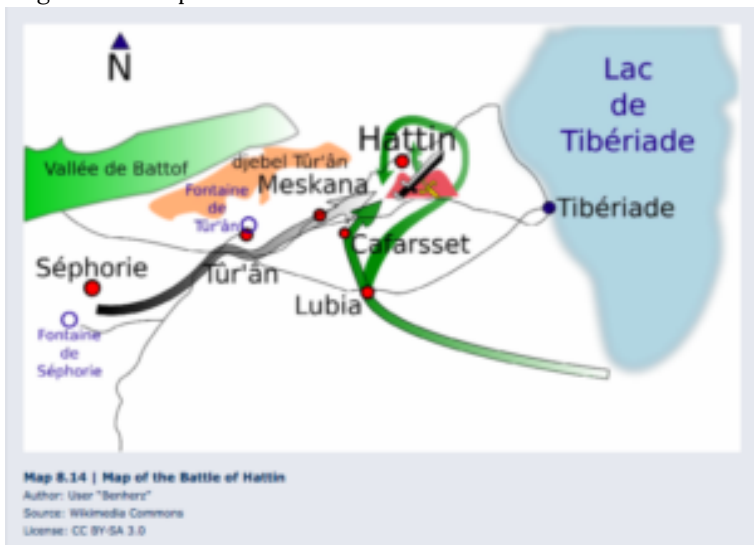 N
Lac
de
Tibériade
Hattin
Vallée de Battof
djebel Tûr'ân
Meskana
Fontaine
de
Tûr'ân
Tibériade
Cafarsset
Séphorie
Tûr'ân
Lubia
Fontaine
de
Séphorie
Map 8.14 | Map of the Battle of Hattin
Author: User "Benherz"
Source: Wikimedia Commons
License: CC BY-SA 3.0